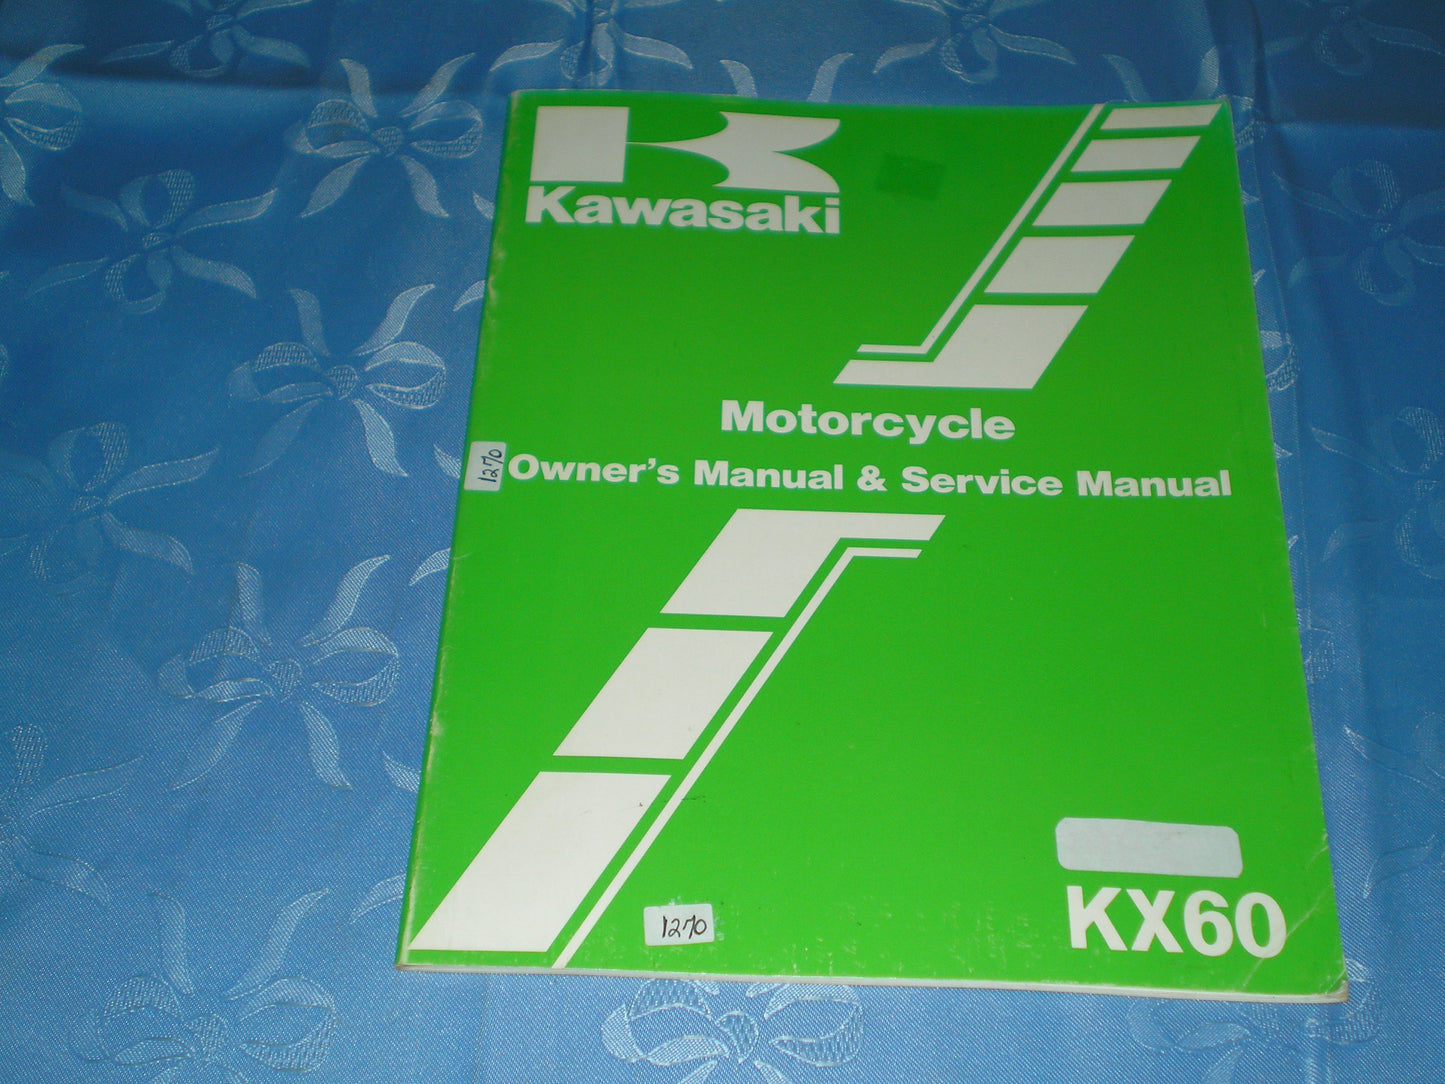 Kawasaki
Motorcycle
1270
Owner's Manual & Service Manual
KX60
1270